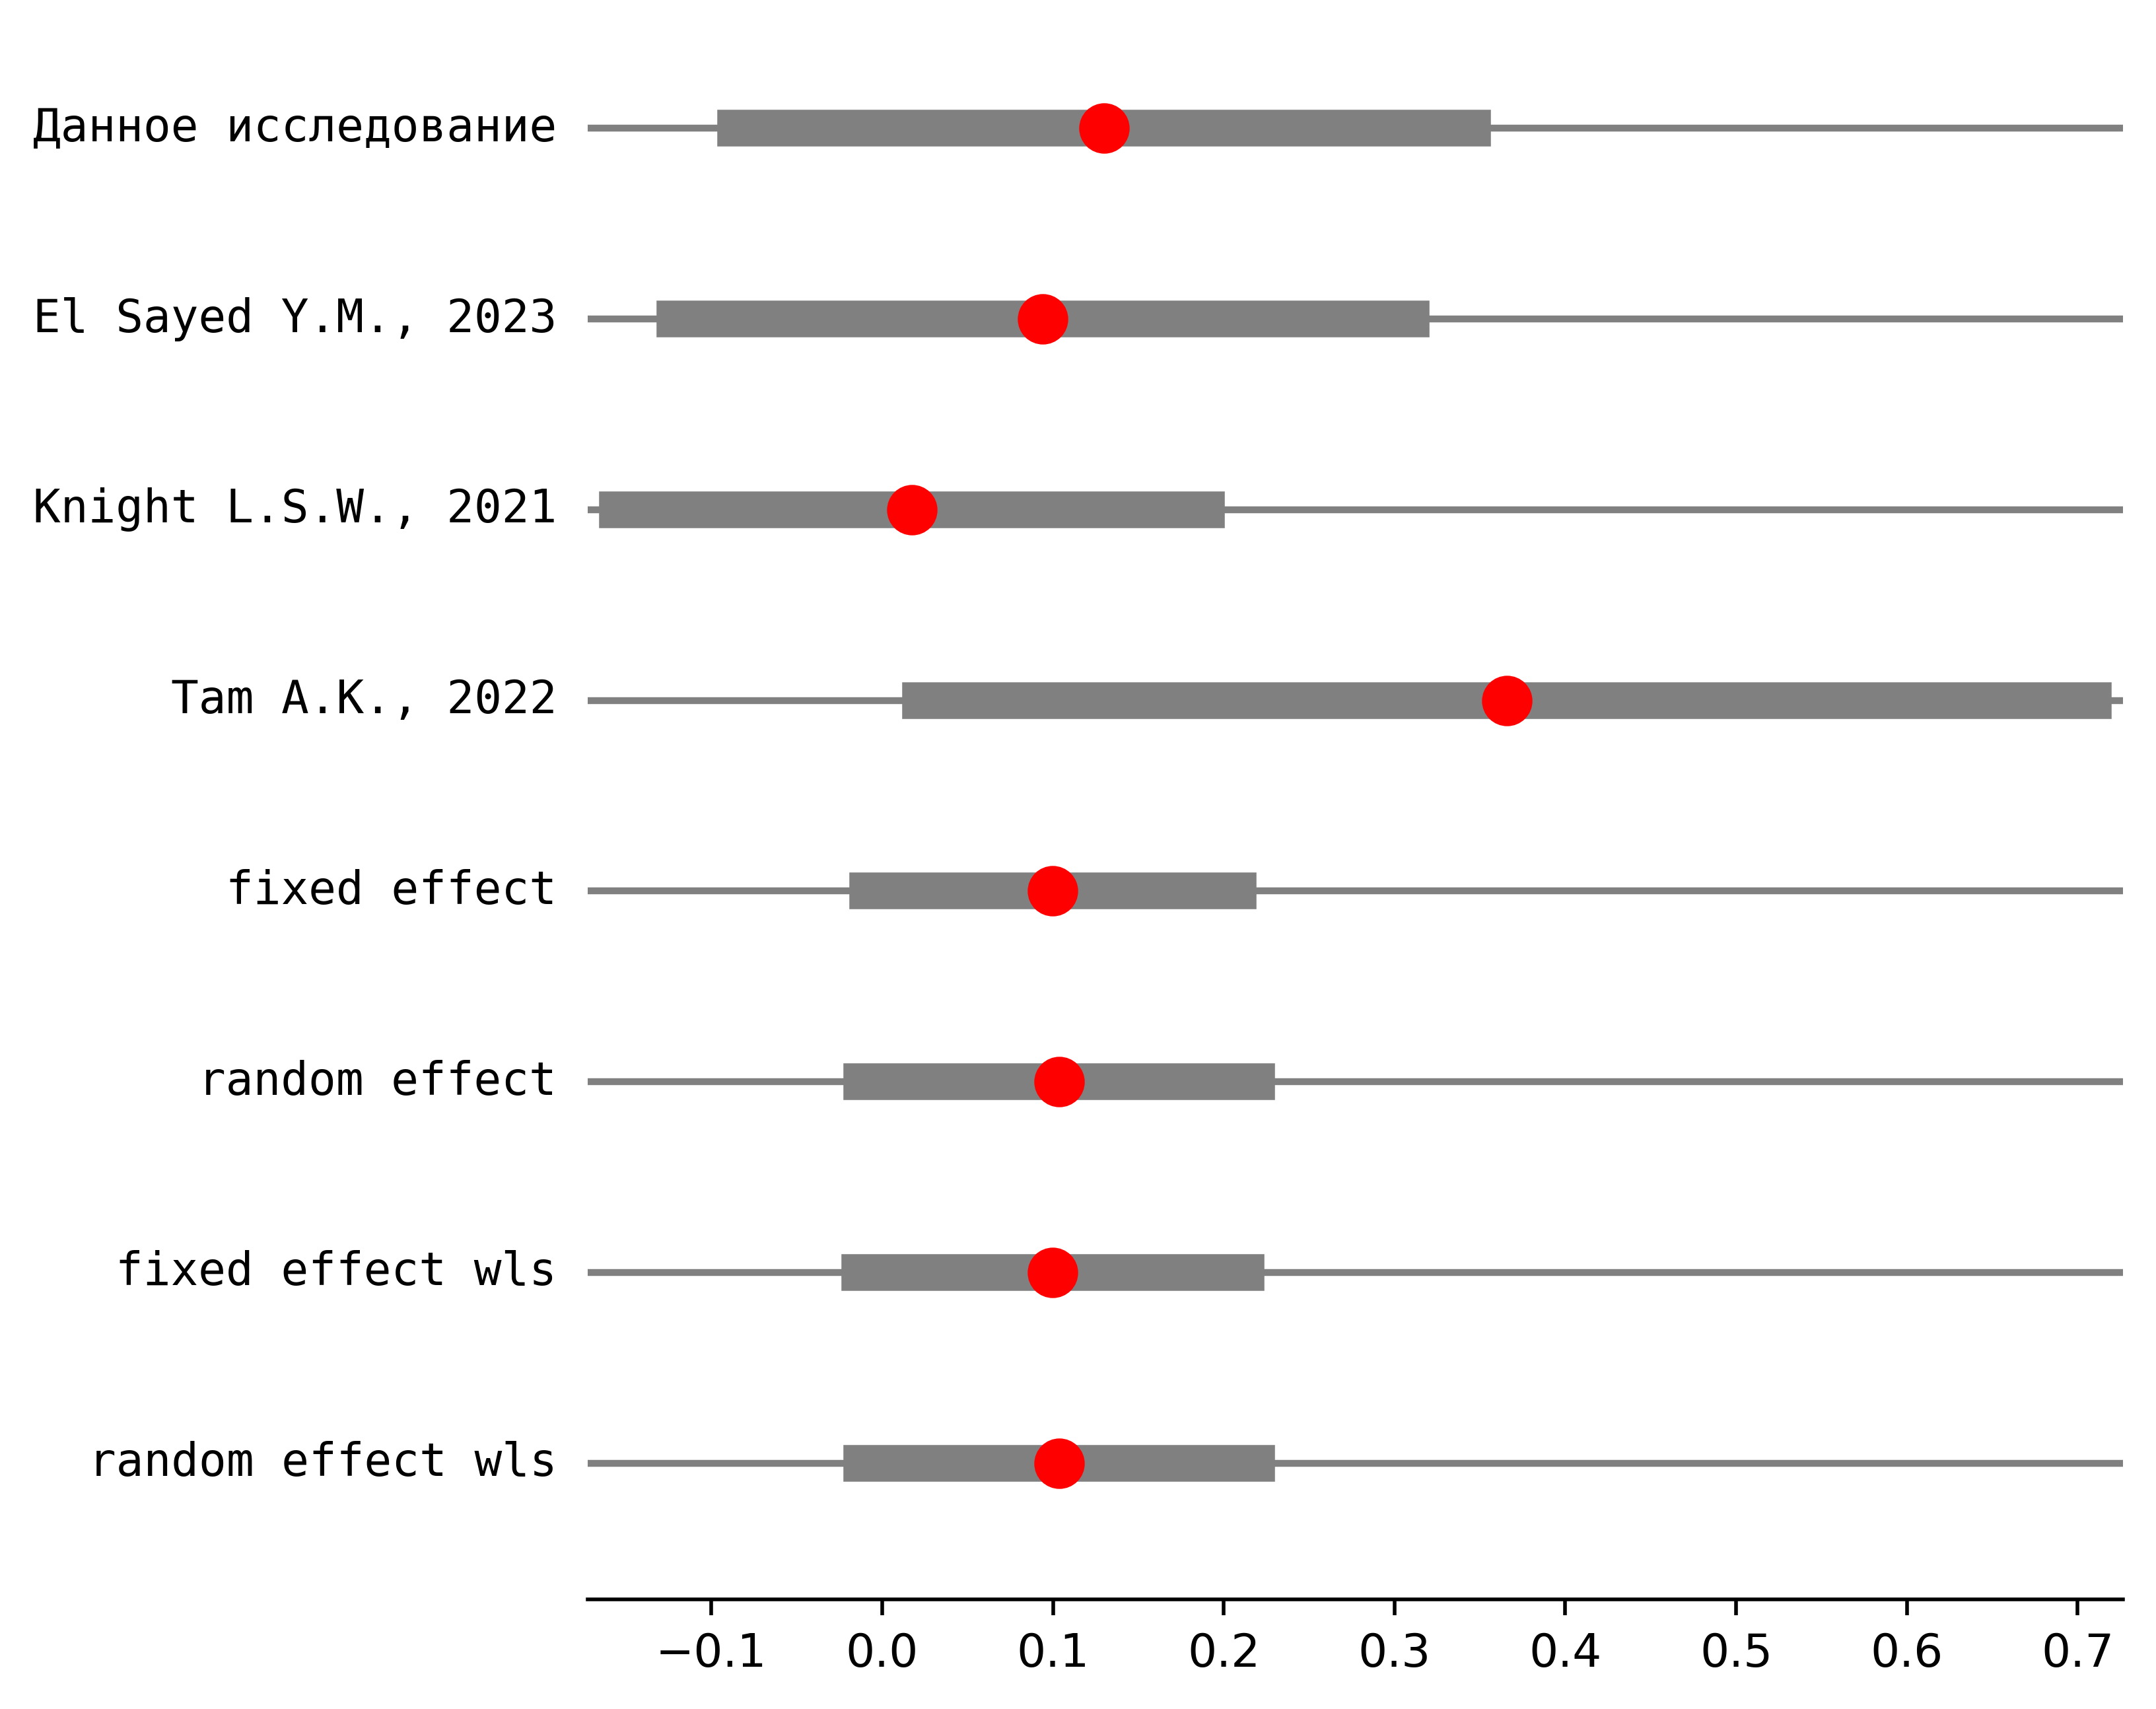 Данное исследование
El Sayed Y.M., 2023
Knight L.S.W., 2021
Tam A.K., 2022
fixed effect
random effect
fixed effect wls
random effect wls
−0.1 0.0 0.1 0.2 0.3 0.4 0.5 0.6 0.7